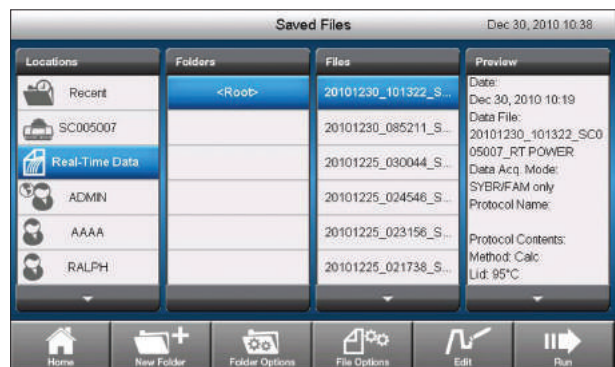 Saved Files
Dec 30, 2010 10:38
Locations
Recent
SC005007
Real-Time Data
ADMIN
AAAA
RALPH
Folders
<Root>
Files
20101230_101322_S...
20101230_085211_S...
20101225_030044_S...
20101225_024546_S...
20101225_023156_S...
20101225_021738_S...
Preview
Date:
Dec 30, 2010 10:19
Data File:
20101230_101322_SC0
05007_RT POWER
Data Acq. Mode:
SYBR/FAM only
Protocol Name:
Protocol Contents:
Method: Calc
Lid: 95°C
Home
New Folder
Folder Options
File Options
Edit
Run